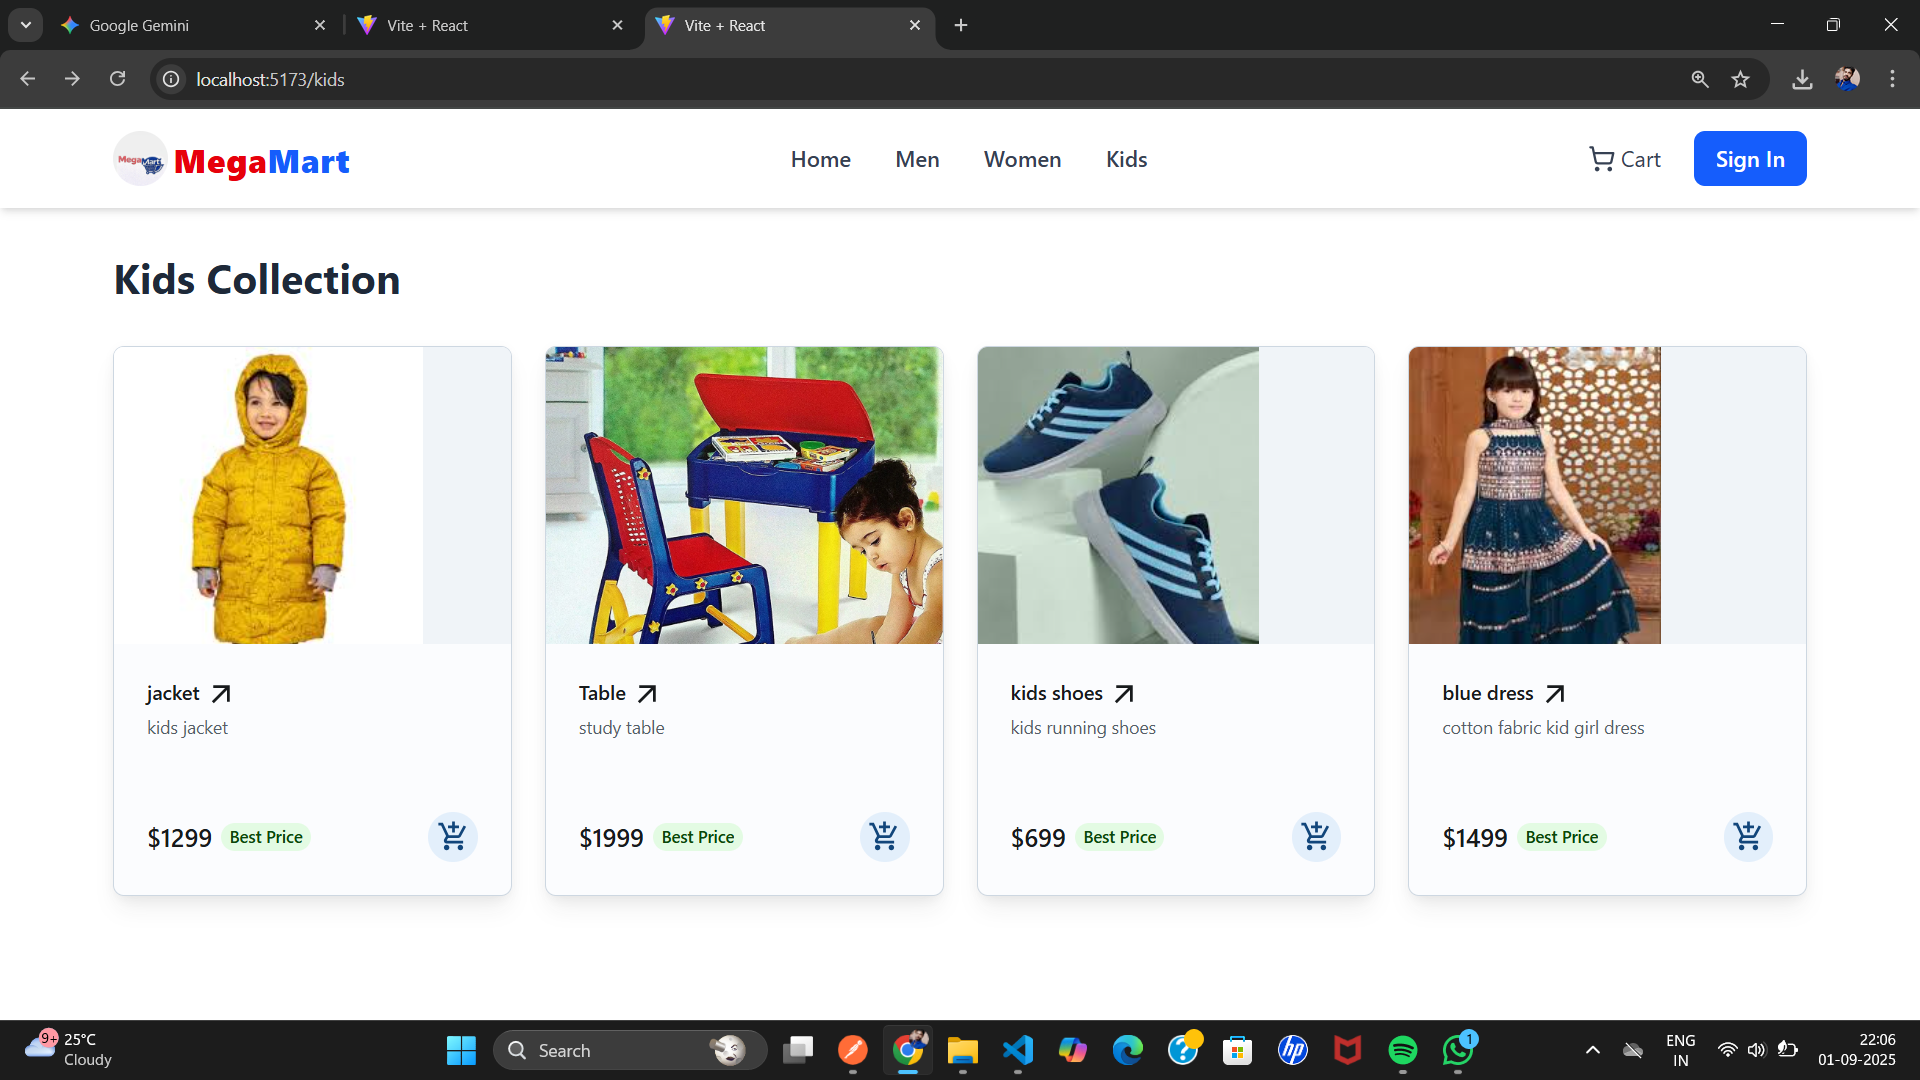 Google Gemini
Vite + React
Vite + React
localhost:5173/kids
MegaMart
MegaMart
Home
Men
Women
Kids
Cart
Sign In
Kids Collection
jacket
kids jacket
$1299
Best Price
Table
study table
$1999
Best Price
kids shoes
kids running shoes
$699
Best Price
blue dress
cotton fabric kid girl dress
$1499
Best Price
9+
25°C
Cloudy
Search
hp
1
ENG
IN
22:06
01-09-2025